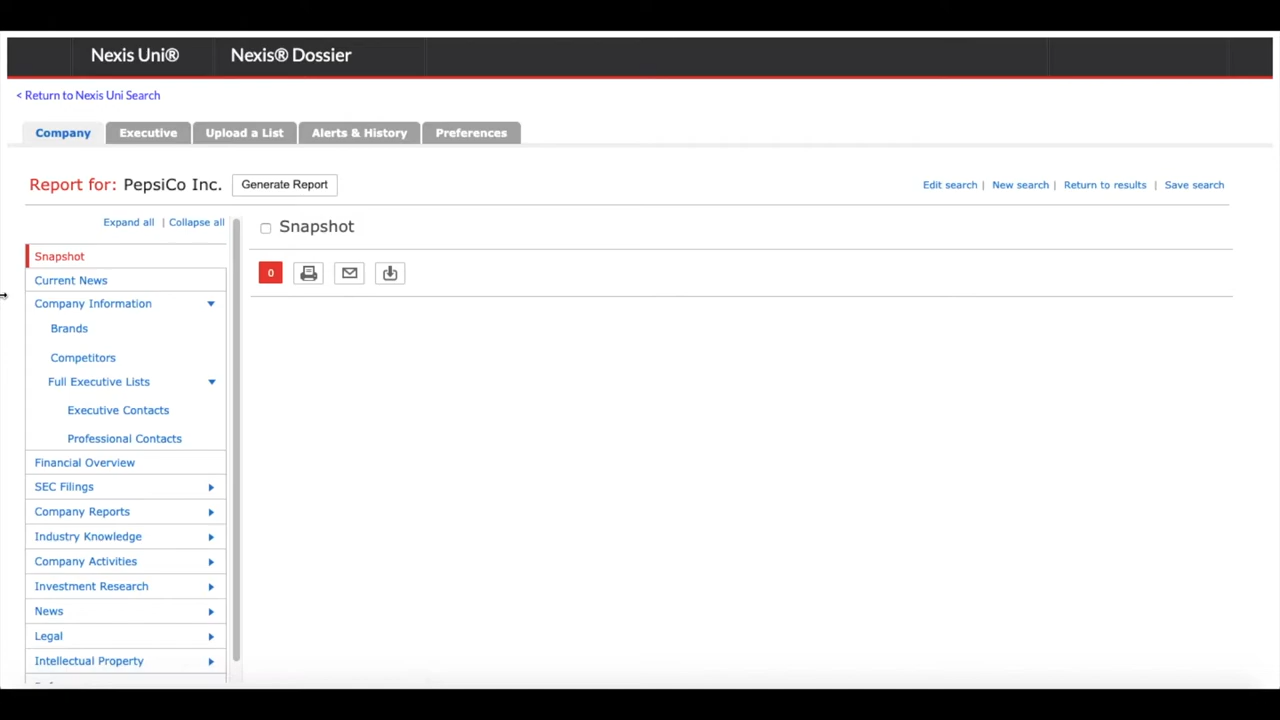 Nexis Uni® Nexis® Dossier
< Return to Nexis Uni Search
Company Executive Upload a List Alerts & History Preferences
Report for: PepsiCo Inc. Generate Report Edit search | New search | Return to results | Save search
Expand all | Collapse all
Snapshot
0
Snapshot
Current News
Company Information
Brands
Competitors
Full Executive Lists
Executive Contacts
Professional Contacts
Financial Overview
SEC Filings
Company Reports
Industry Knowledge
Company Activities
Investment Research
News
Legal
Intellectual Property